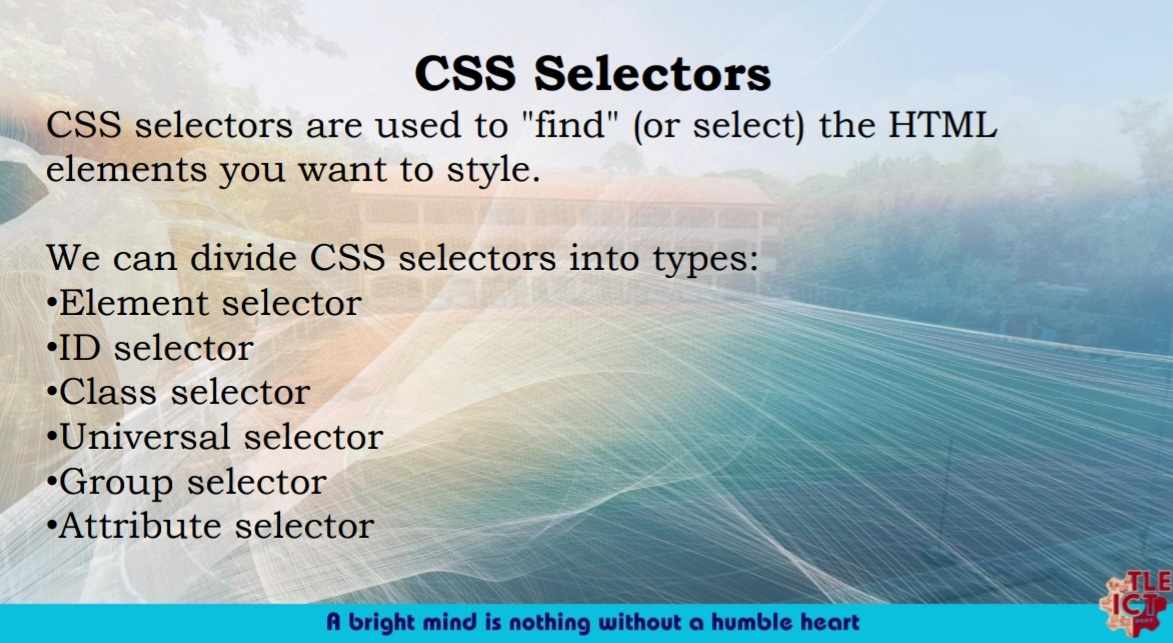 CSS Selectors
CSS selectors are used to "find" (or select) the HTML
elements you want to style.
We can divide CSS selectors into types:
•Element selector
•ID selector
•Class selector
•Universal selector
•Group selector
•Attribute selector
TLE
ICT
A bright mind is nothing without a humble heart